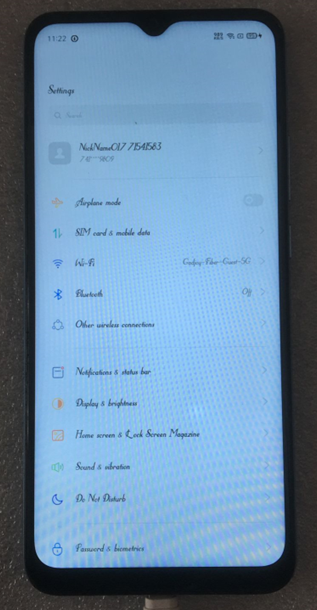 11:22
Settings
Search
NickName017 71541583
Airplane mode
SIM card & mobile data
Wi-Fi
Bluetooth Off
Other wireless connections
Notifications & status bar
Display & brightness
Home screen & Lock Screen Magazine
Sound & vibration
Do Not Disturb
Password & biometrics